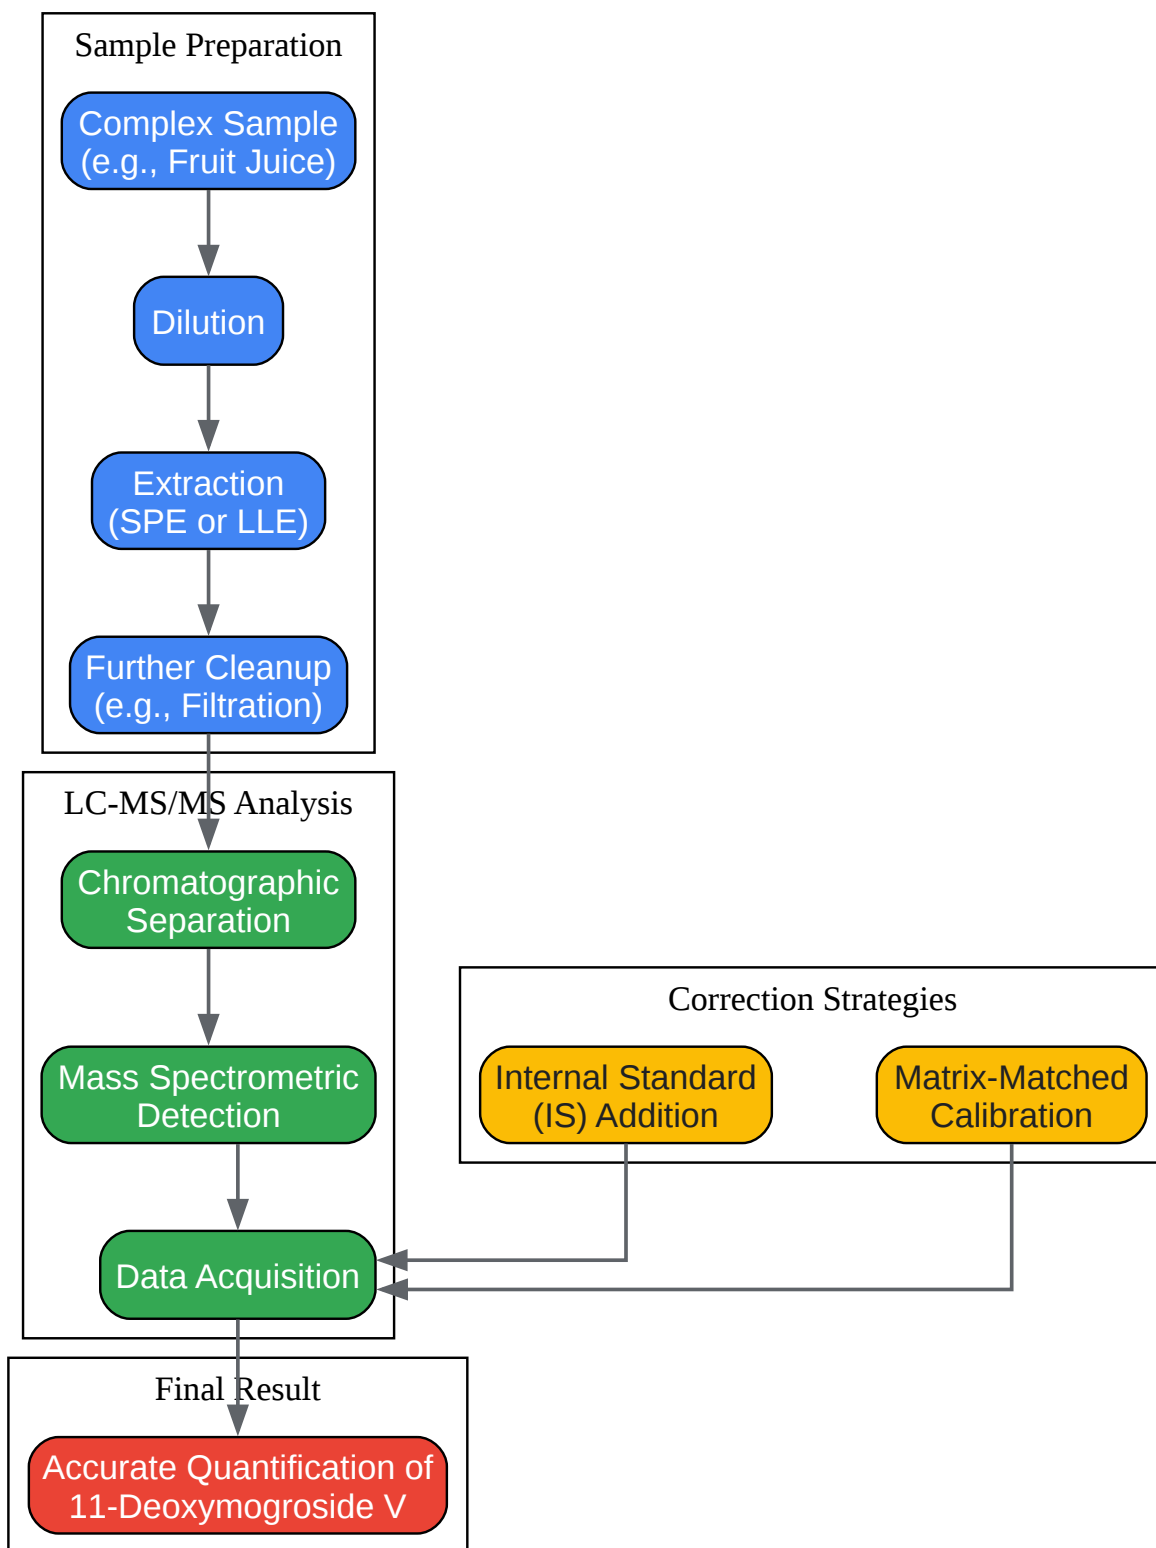 Sample Preparation
Complex Sample
(e.g., Fruit Juice)
Dilution
Extraction
(SPE or LLE)
Further Cleanup
(e.g., Filtration)
LC-MS/MS Analysis
Chromatographic
Separation
Mass Spectrometric
Detection
Data Acquisition
Correction Strategies
Internal Standard
(IS) Addition
Matrix-Matched
Calibration
Final Result
Accurate Quantification of
11-Deoxymogroside V